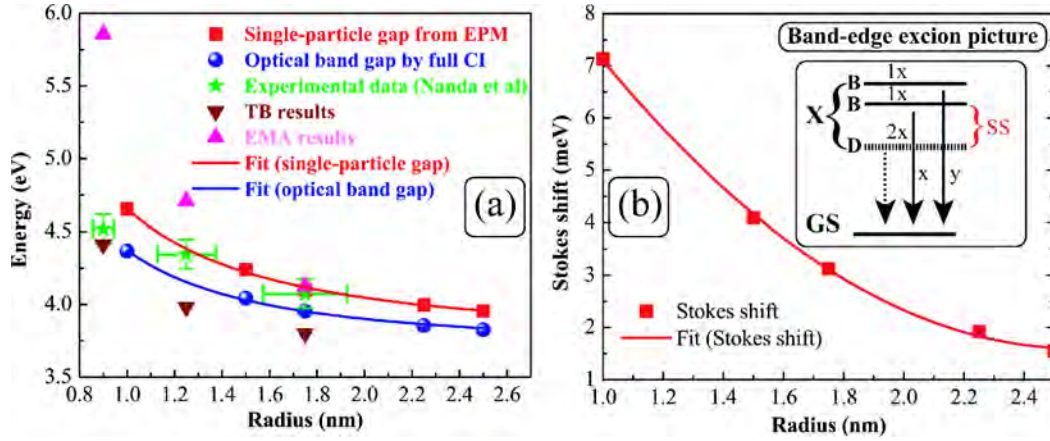 6.0
5.5
5.0
4.5
4.0
3.5
Energy (eV)
Single-particle gap from EPM
Optical band gap by full CI
Experimental data (Nanda et al)
TB results
EMA results
Fit (single-particle gap)
Fit (optical band gap)
(a)
0.8 1.0 1.2 1.4 1.6 1.8 2.0 2.2 2.4 2.6
Radius (nm)
8
7
6
5
4
3
2
1
Stokes shift (meV)
Band-edge excion picture
1x
B
1x
B
X
SS
2x
D
x
y
GS
(b)
Stokes shift
Fit (Stokes shift)
1.0 1.2 1.4 1.6 1.8 2.0 2.2 2.4
Radius (nm)